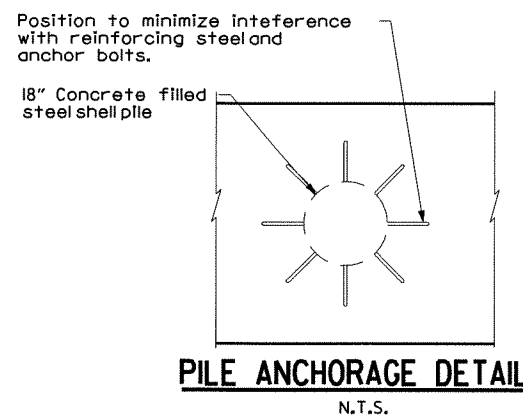 Position to minimize inteference
with reinforcing steel and
anchor bolts.
18" Concrete filled
steel shell pile
PILE ANCHORAGE DETAIL
N.T.S.